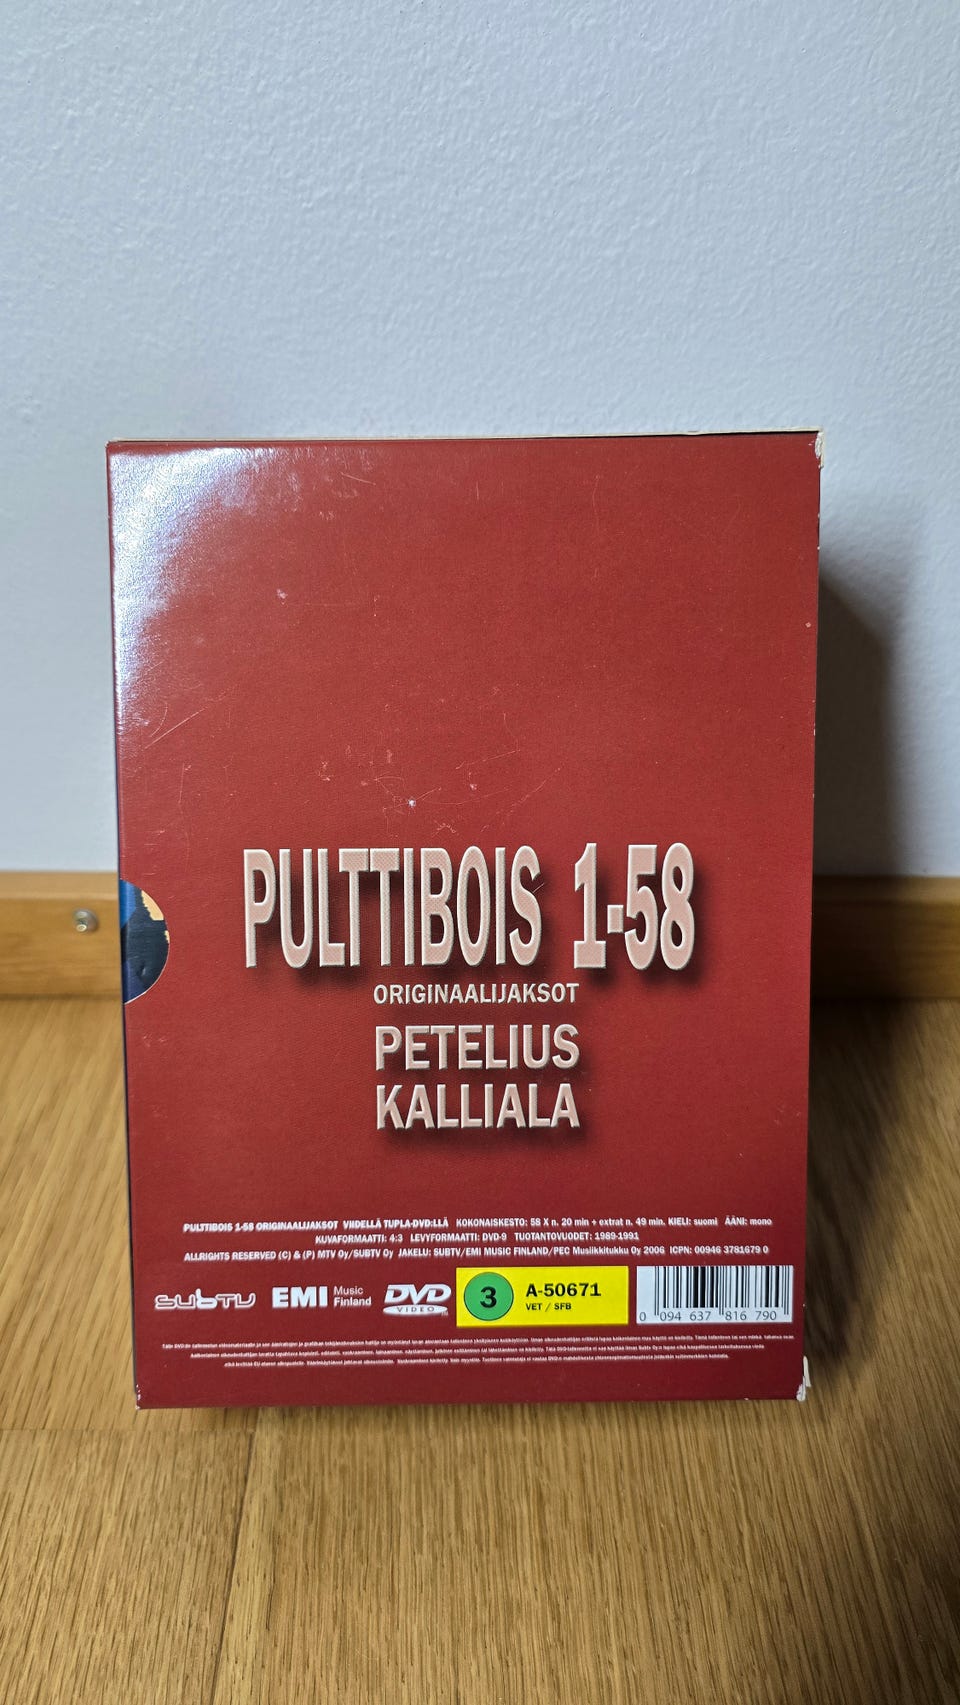 PULTTIBOIS 1-58
ORIGINAALIJAKSOT
PETELIUS
KALLIALA
PULTTIBOIS 1-58 ORIGINAALIJAKSOT VIIDELLÄ TUPLA-DVD:LLÄ KOKONAISKESTO: 58 X n. 20 min + extrat n. 49 min. KIELI: suomi ÄÄNI: mono
KUVAFORMAATTI: 4:3 LEVYFORMAATTI: DVD-9 TUOTANTOVUODET: 1989-1991
ALLRIGHTS RESERVED (C) & (P) MTV Oy/SUBTV Oy JAKELU: SUBTV/EMI MUSIC FINLAND/PEC Musiikkitukku Oy 2006 ICPN: 00946 3781679 0
SUBTV
EMI Music Finland
DVD VIDEO
3
A-50671
VET / SFB
0 094637 816790